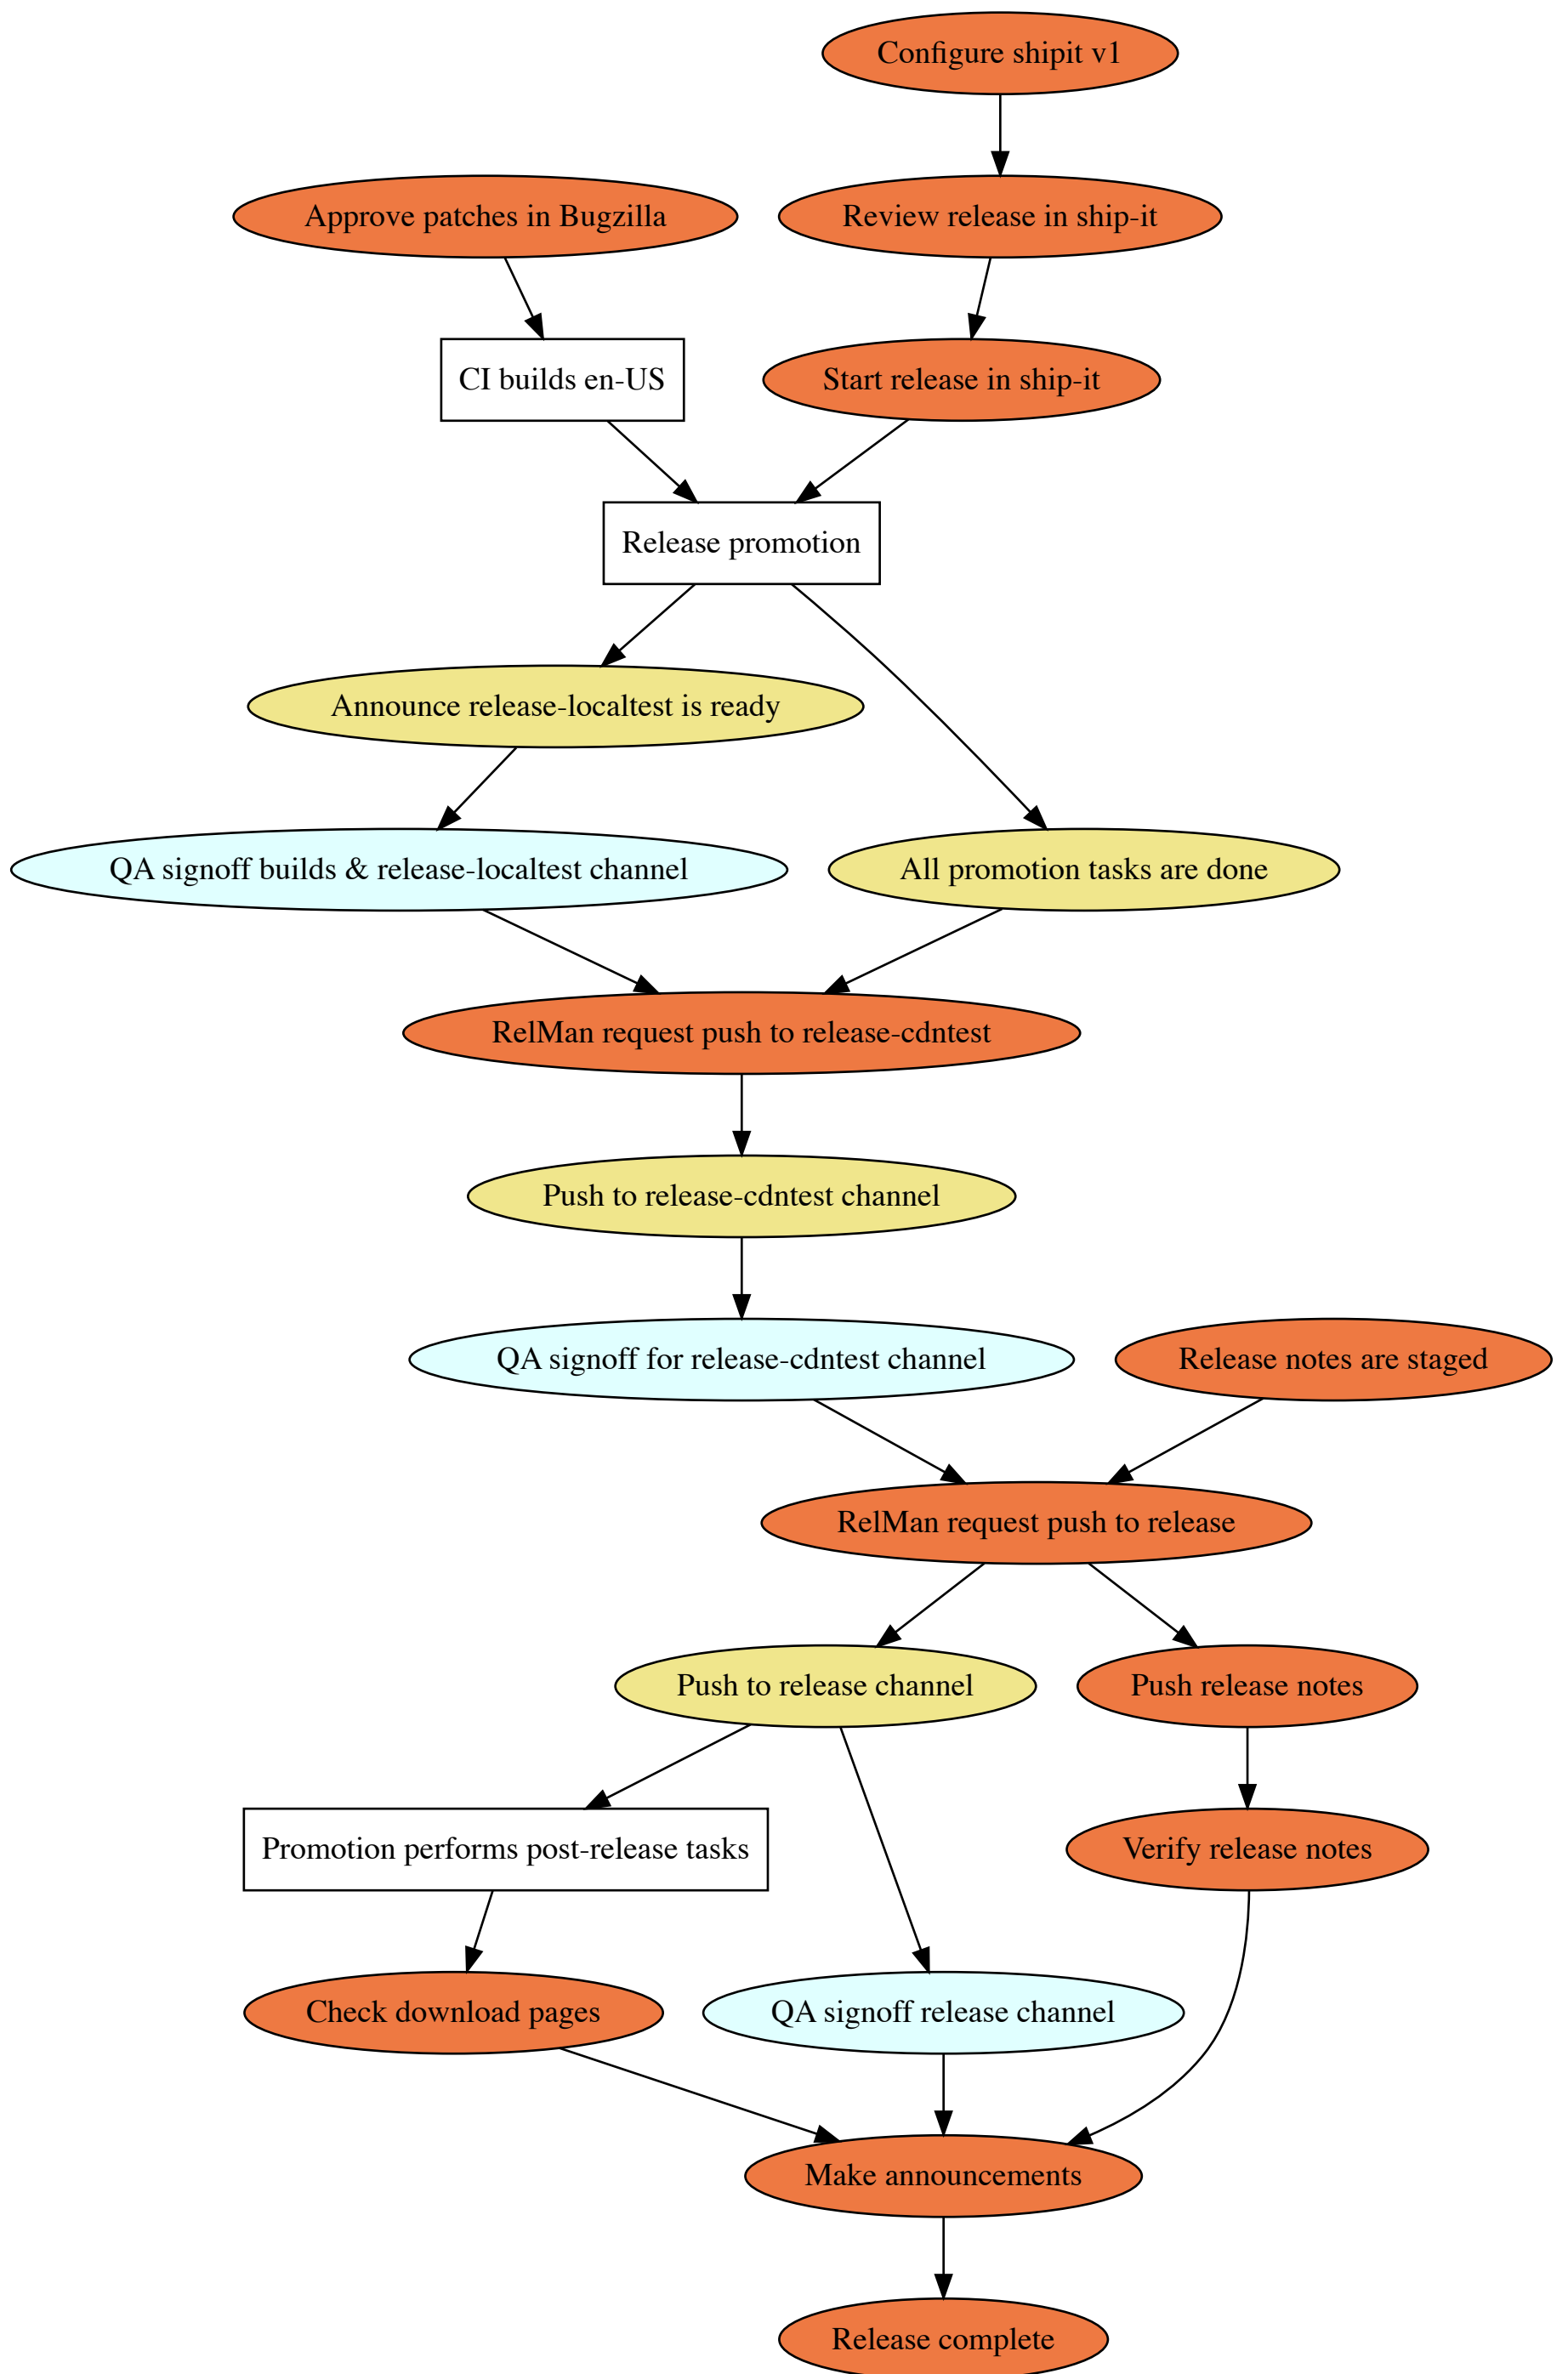 Configure shipit v1
Approve patches in Bugzilla
Review release in ship-it
CI builds en-US
Start release in ship-it
Release promotion
Announce release-localtest is ready
QA signoff builds & release-localtest channel
All promotion tasks are done
RelMan request push to release-cdntest
Push to release-cdntest channel
QA signoff for release-cdntest channel
Release notes are staged
RelMan request push to release
Push to release channel
Push release notes
Promotion performs post-release tasks
Verify release notes
Check download pages
QA signoff release channel
Make announcements
Release complete